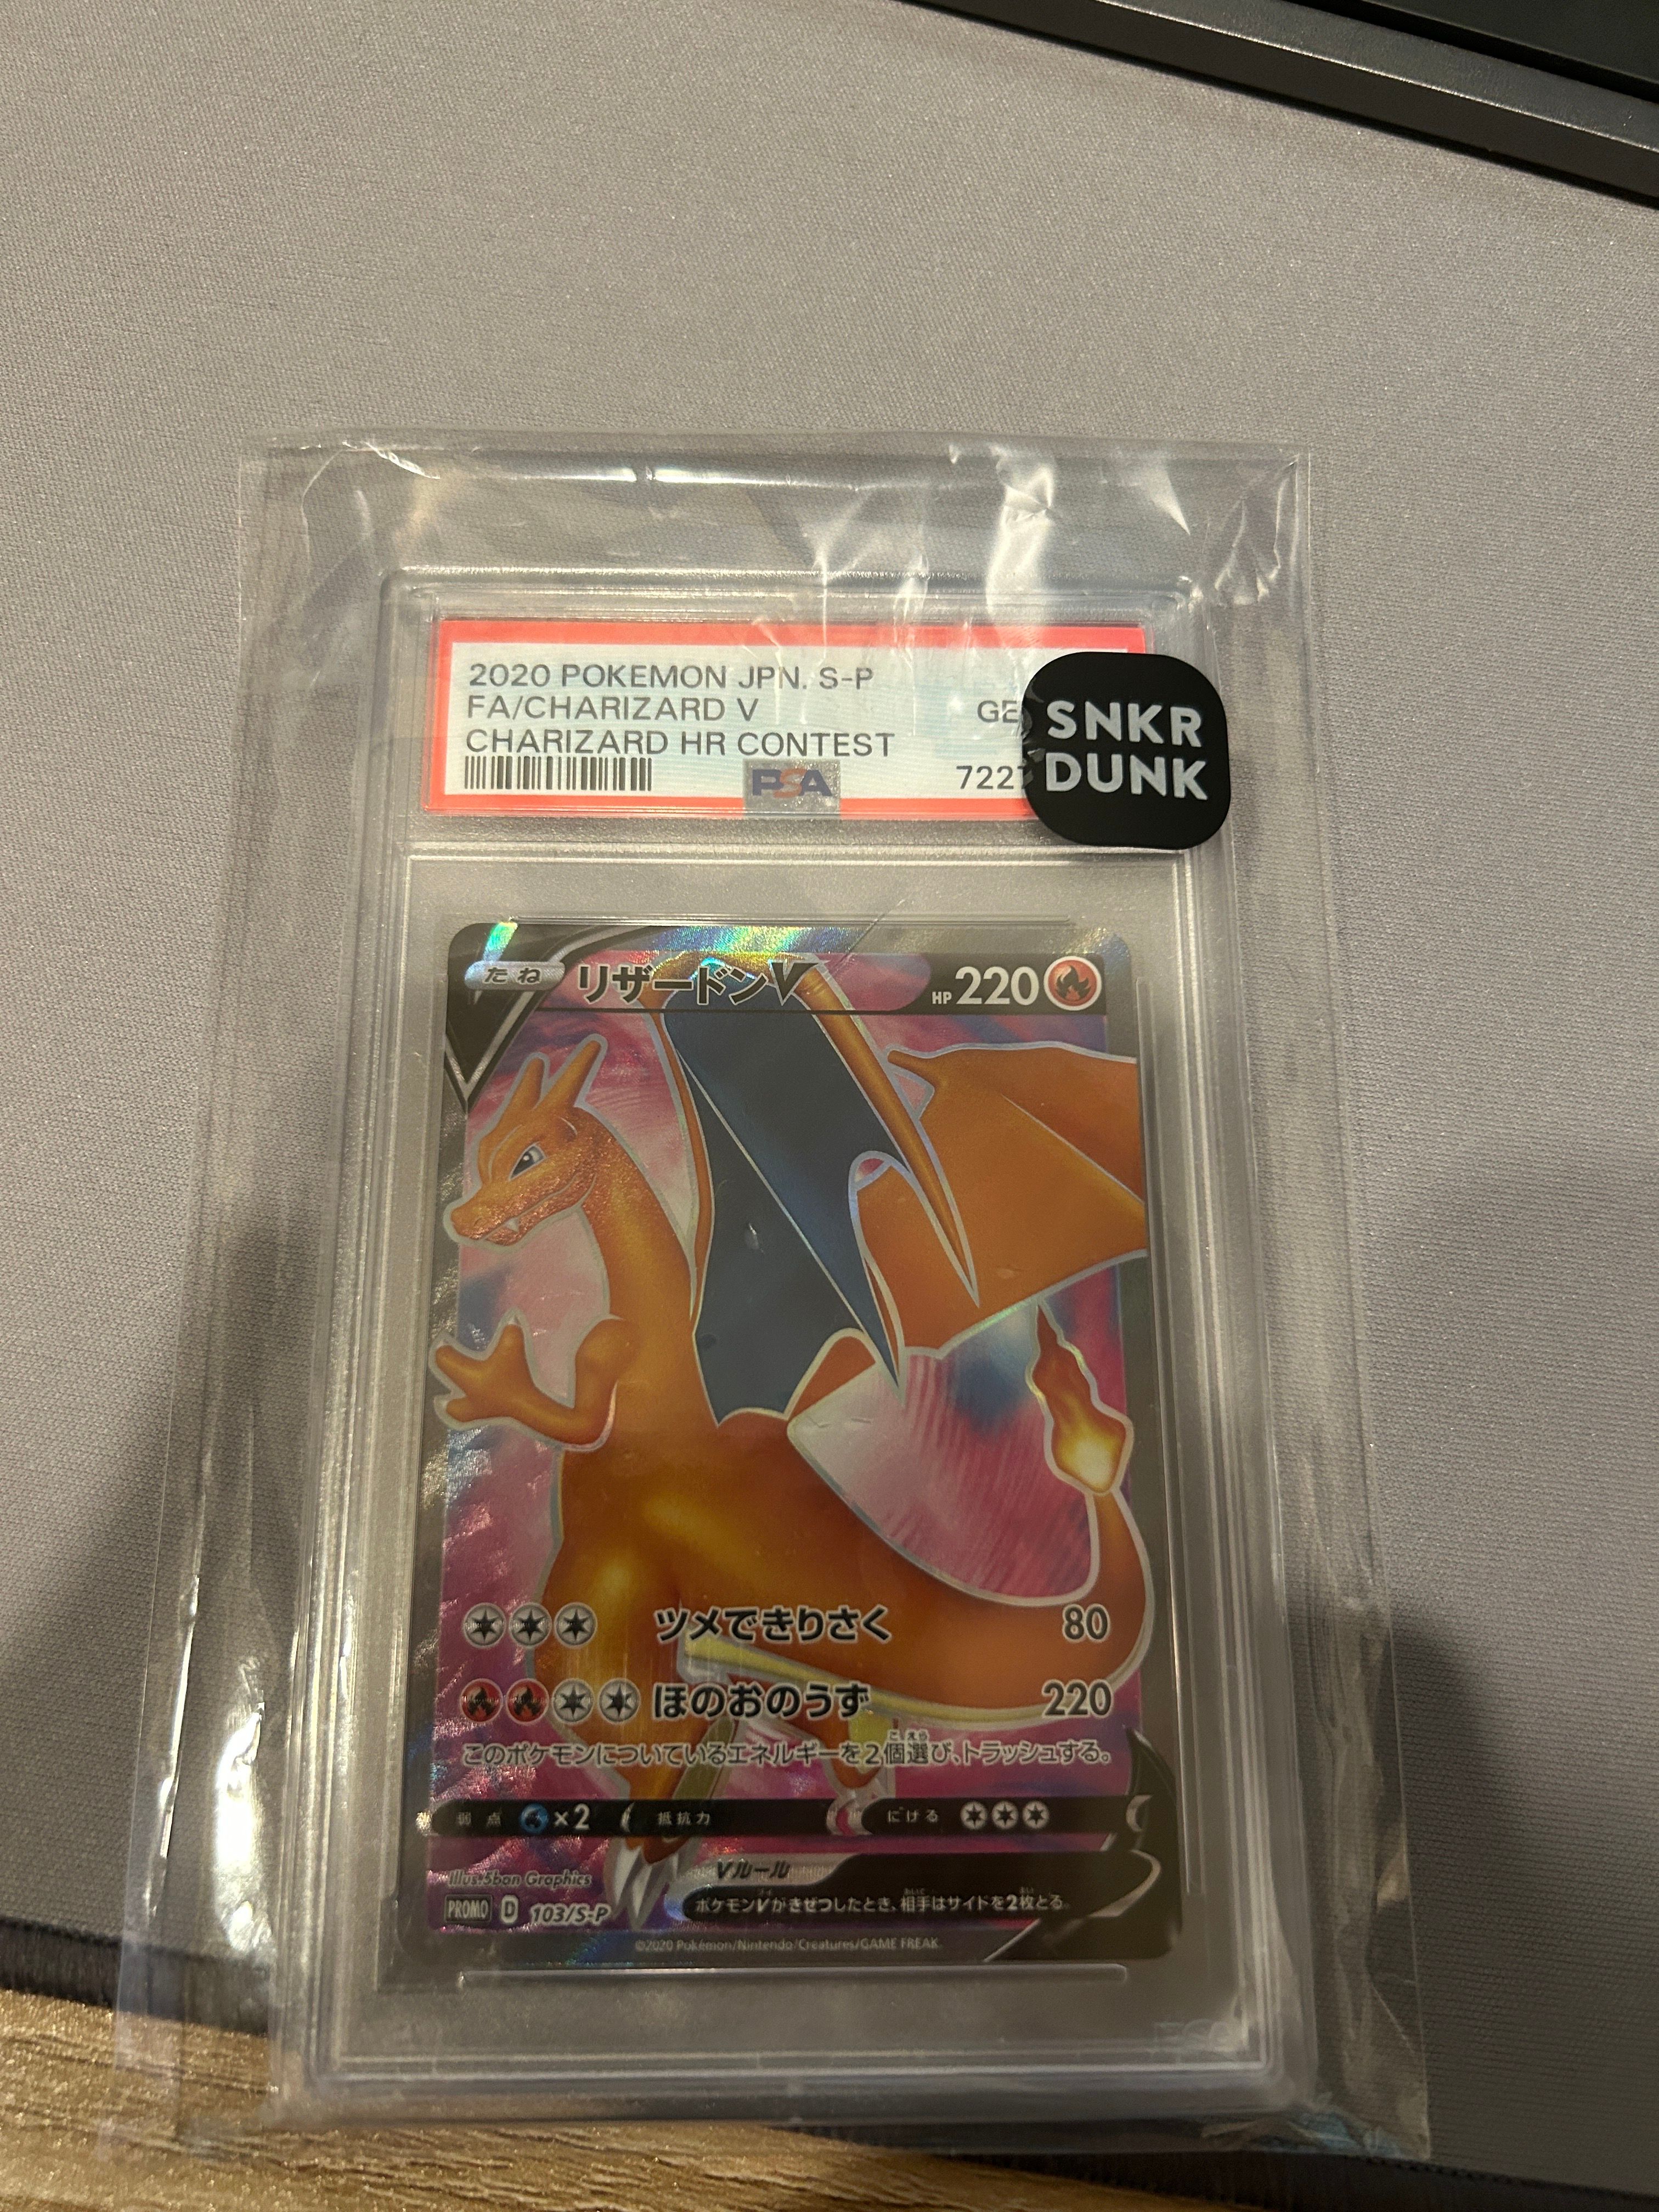 2020 POKEMON JPN. S-P
FA/CHARIZARD V GE
CHARIZARD HR CONTEST
PSA 7227
SNKR
DUNK
たね リザードンV HP 220
ツメできりさく 80
ほのおのうず 220
このポケモンについているエネルギーを2個選び、トラッシュする。
弱点 ×2 抵抗力 にげる
Illus. 5ban Graphics
Vルール
PROMO D 103/S-P
ポケモンVがきぜつしたとき、相手はサイドを2枚とる。
©2020 Pokémon/Nintendo/Creatures/GAME FREAK.